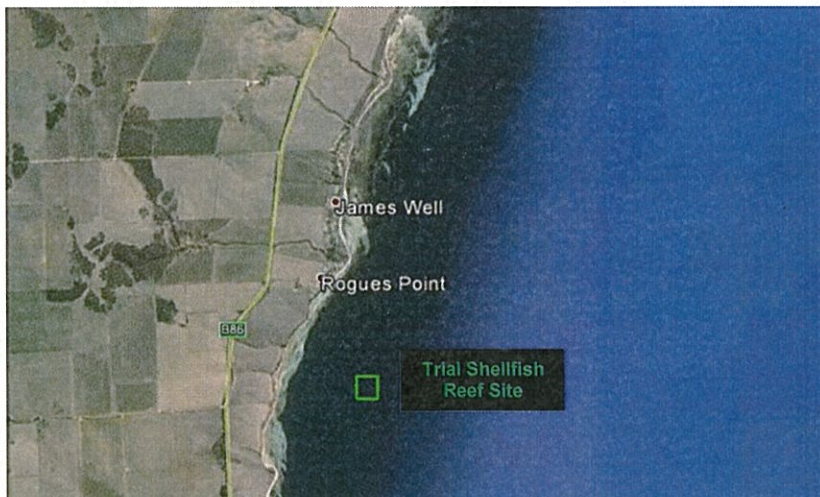 James Well
Rogues Point
B86
Trial Shellfish
Reef Site